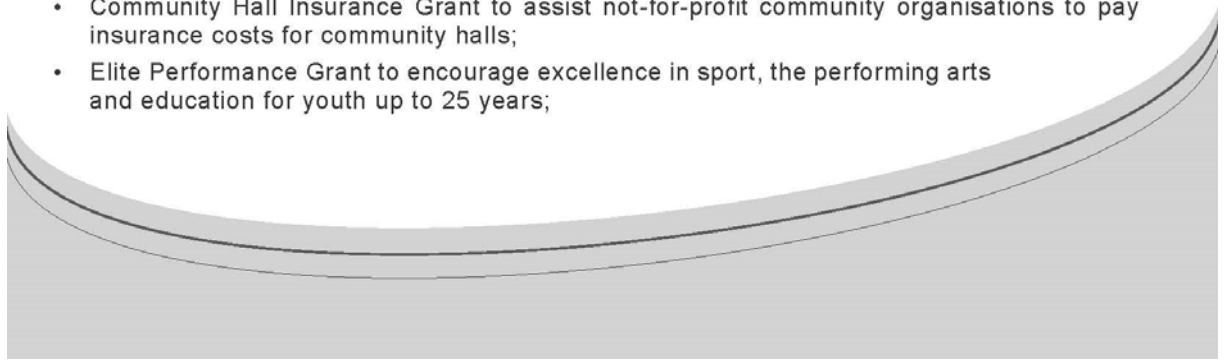 • Community Hall Insurance Grant to assist not-for-profit community organisations to pay
insurance costs for community halls;
• Elite Performance Grant to encourage excellence in sport, the performing arts
and education for youth up to 25 years;